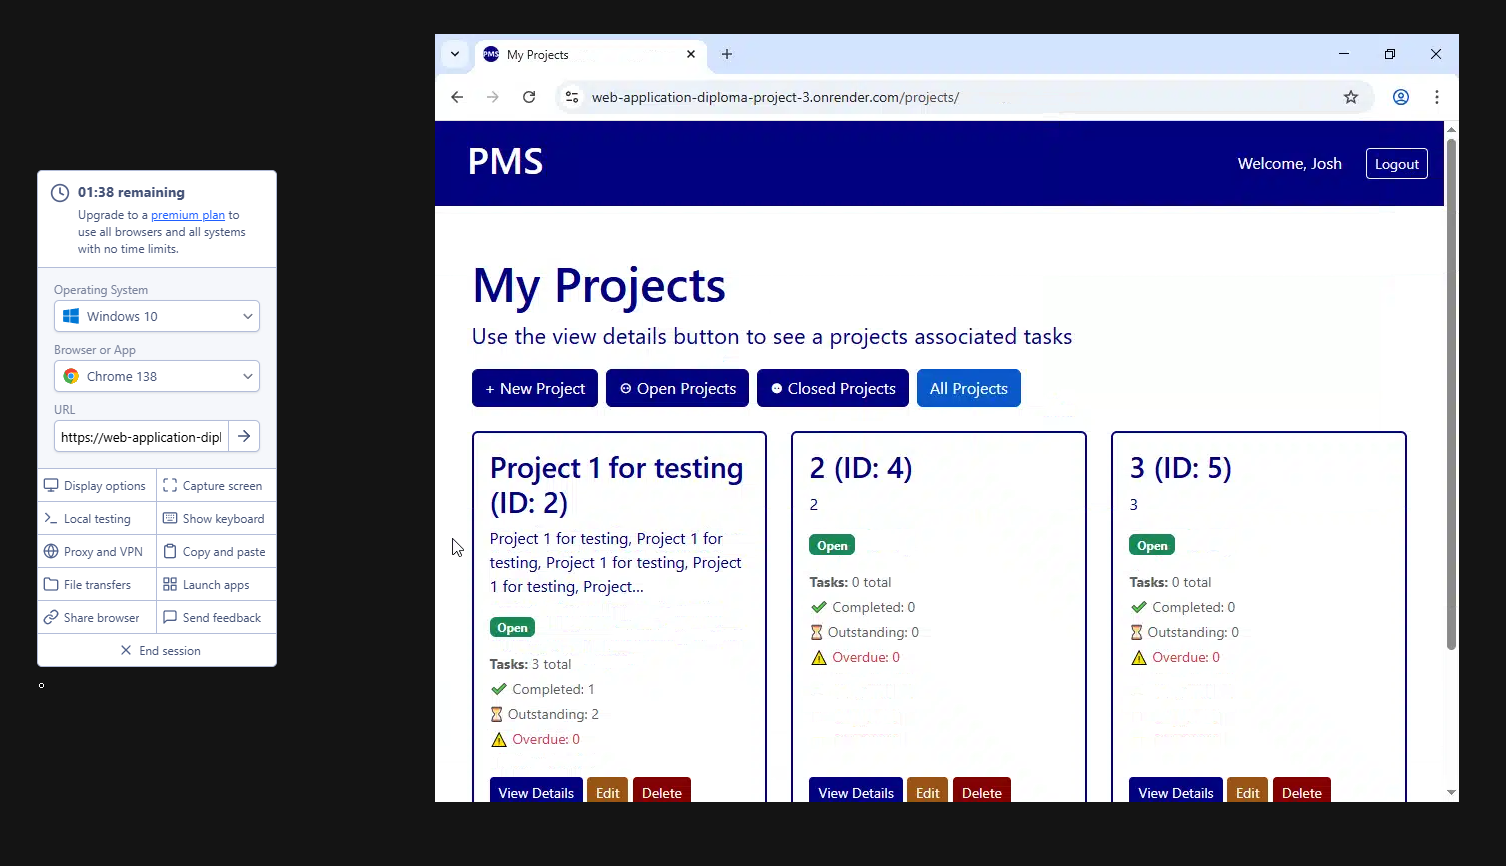 01:38 remaining
Upgrade to a premium plan to
use all browsers and all systems
with no time limits.
Operating System
Windows 10
Browser or App
Chrome 138
URL
https://web-application-dipl
Display options
Capture screen
Local testing
Show keyboard
Proxy and VPN
Copy and paste
File transfers
Launch apps
Share browser
Send feedback
End session
PMS
My Projects
web-application-diploma-project-3.onrender.com/projects/
PMS
Welcome, Josh
Logout
My Projects
Use the view details button to see a projects associated tasks
+ New Project
Open Projects
Closed Projects
All Projects
Project 1 for testing
(ID: 2)
Project 1 for testing, Project 1 for
testing, Project 1 for testing, Project
1 for testing, Project...
Open
Tasks: 3 total
Completed: 1
Outstanding: 2
Overdue: 0
View Details
Edit
Delete
2 (ID: 4)
2
Open
Tasks: 0 total
Completed: 0
Outstanding: 0
Overdue: 0
View Details
Edit
Delete
3 (ID: 5)
3
Open
Tasks: 0 total
Completed: 0
Outstanding: 0
Overdue: 0
View Details
Edit
Delete